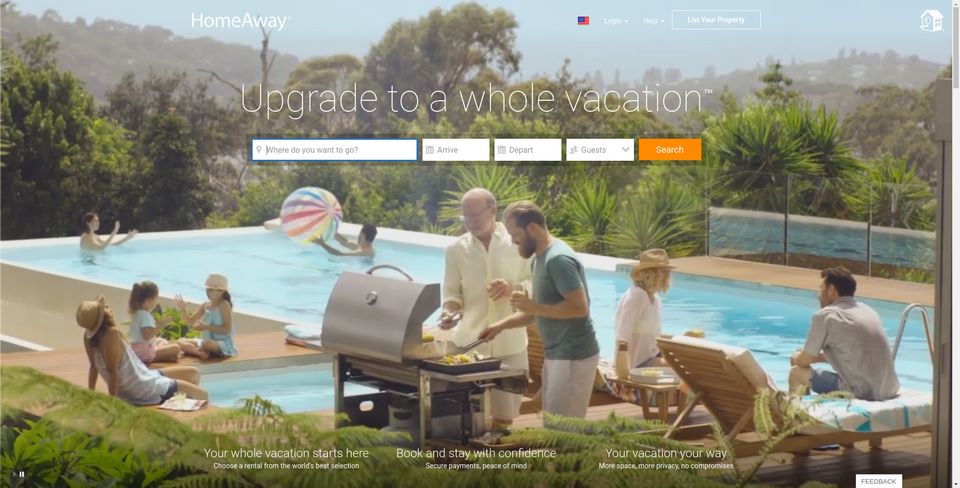 HomeAway
Login
Help
List Your Property
Upgrade to a whole vacation™
Where do you want to go?
Arrive
Depart
Guests
Search
Your whole vacation starts here
Choose a rental from the world's best selection
Book and stay with confidence
Secure payments, peace of mind
Your vacation your way
More space, more privacy, no compromises
FEEDBACK